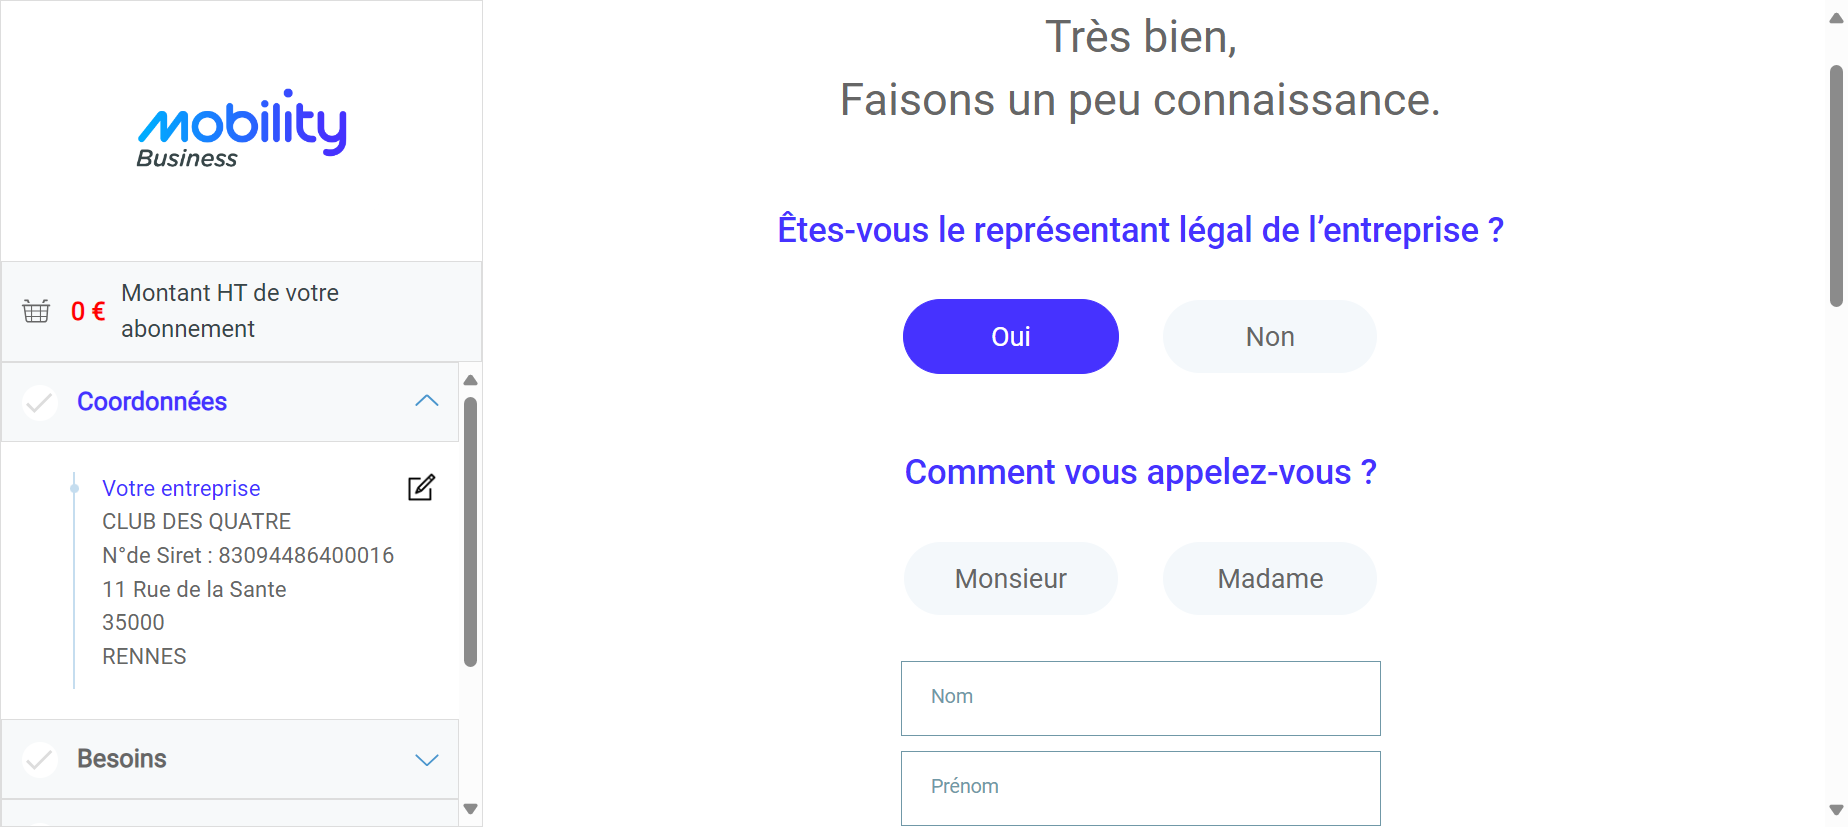 mobility
Business
0 €
Montant HT de votre
abonnement
Coordonnées
Votre entreprise
CLUB DES QUATRE
N°de Siret : 83094486400016
11 Rue de la Sante
35000
RENNES
Besoins
Très bien,
Faisons un peu connaissance.
Êtes-vous le représentant légal de l’entreprise ?
Oui
Non
Comment vous appelez-vous ?
Monsieur
Madame
Nom
Prénom